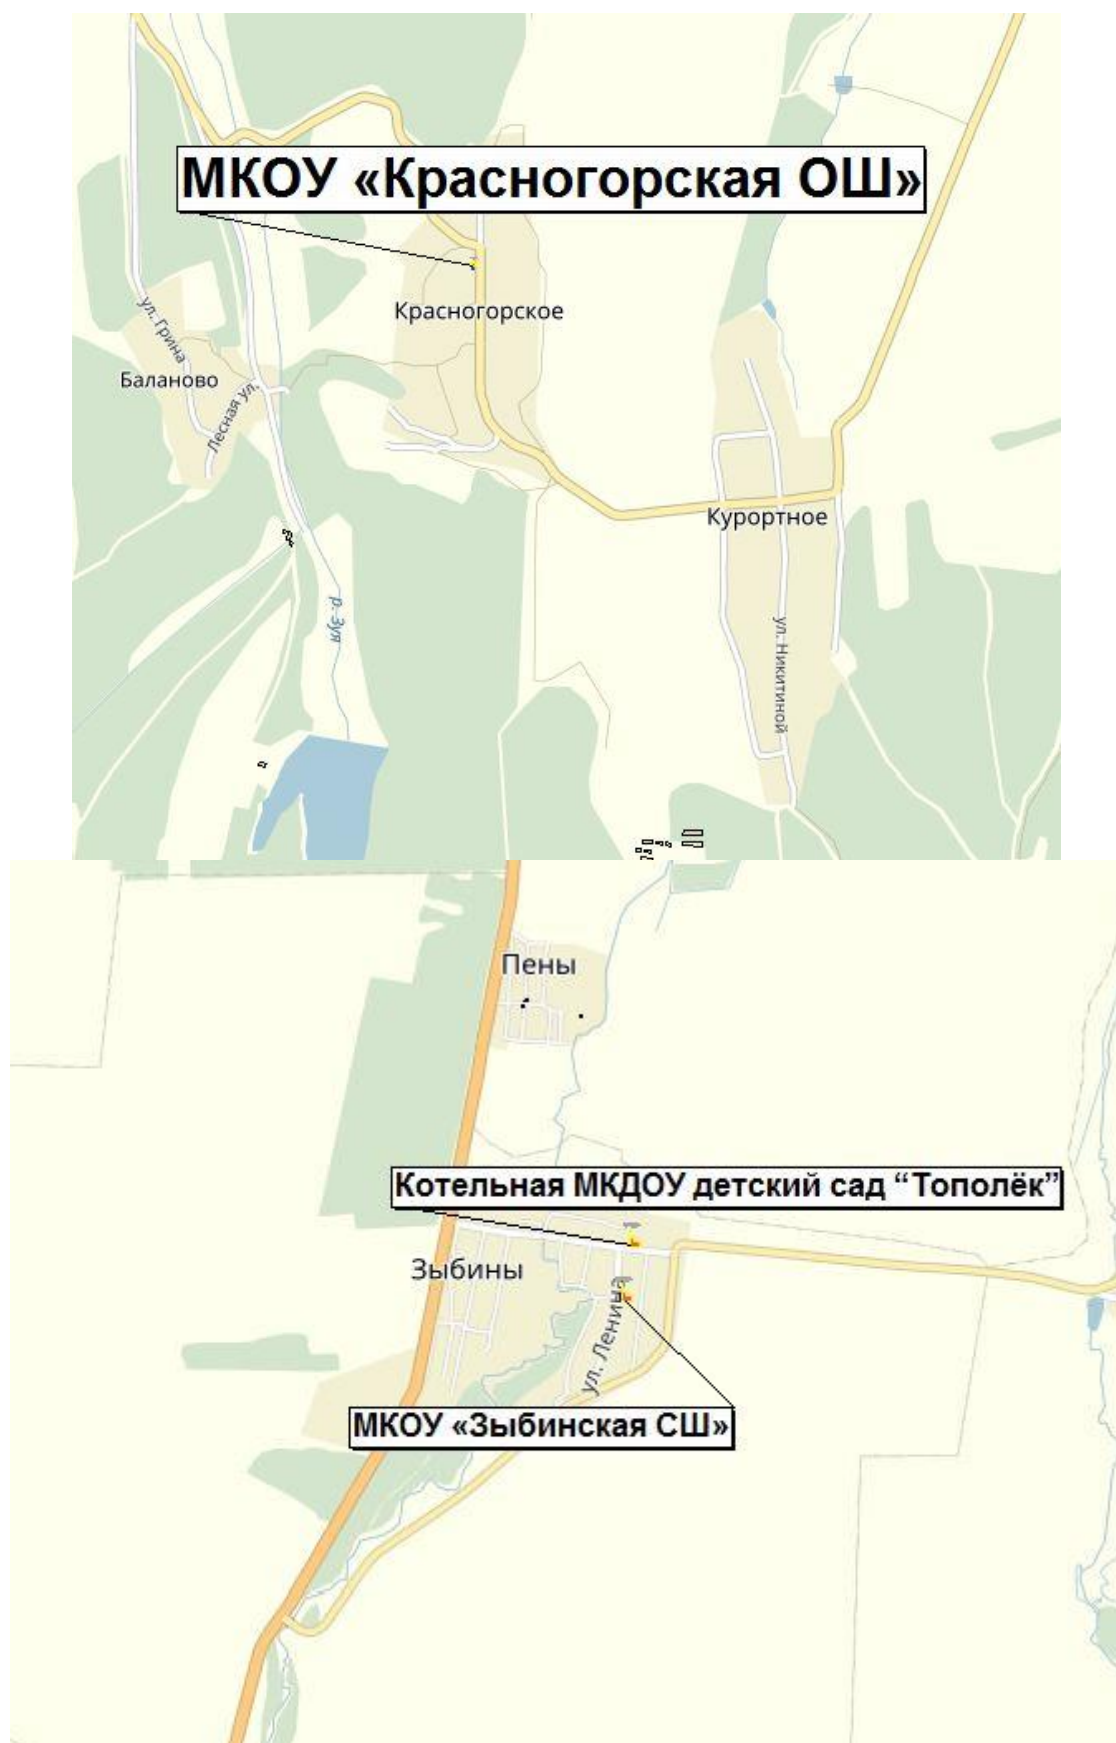 МКОУ «Красногорская ОШ»
Красногорское
ул. Грина
Баланово
Лесная ул.
Курортное
р. Зуя
ул. Никитиной
Пены
Котельная МКДОУ детский сад “Тополёк”
Зыбины
ул. Ленина
МКОУ «Зыбинская СШ»